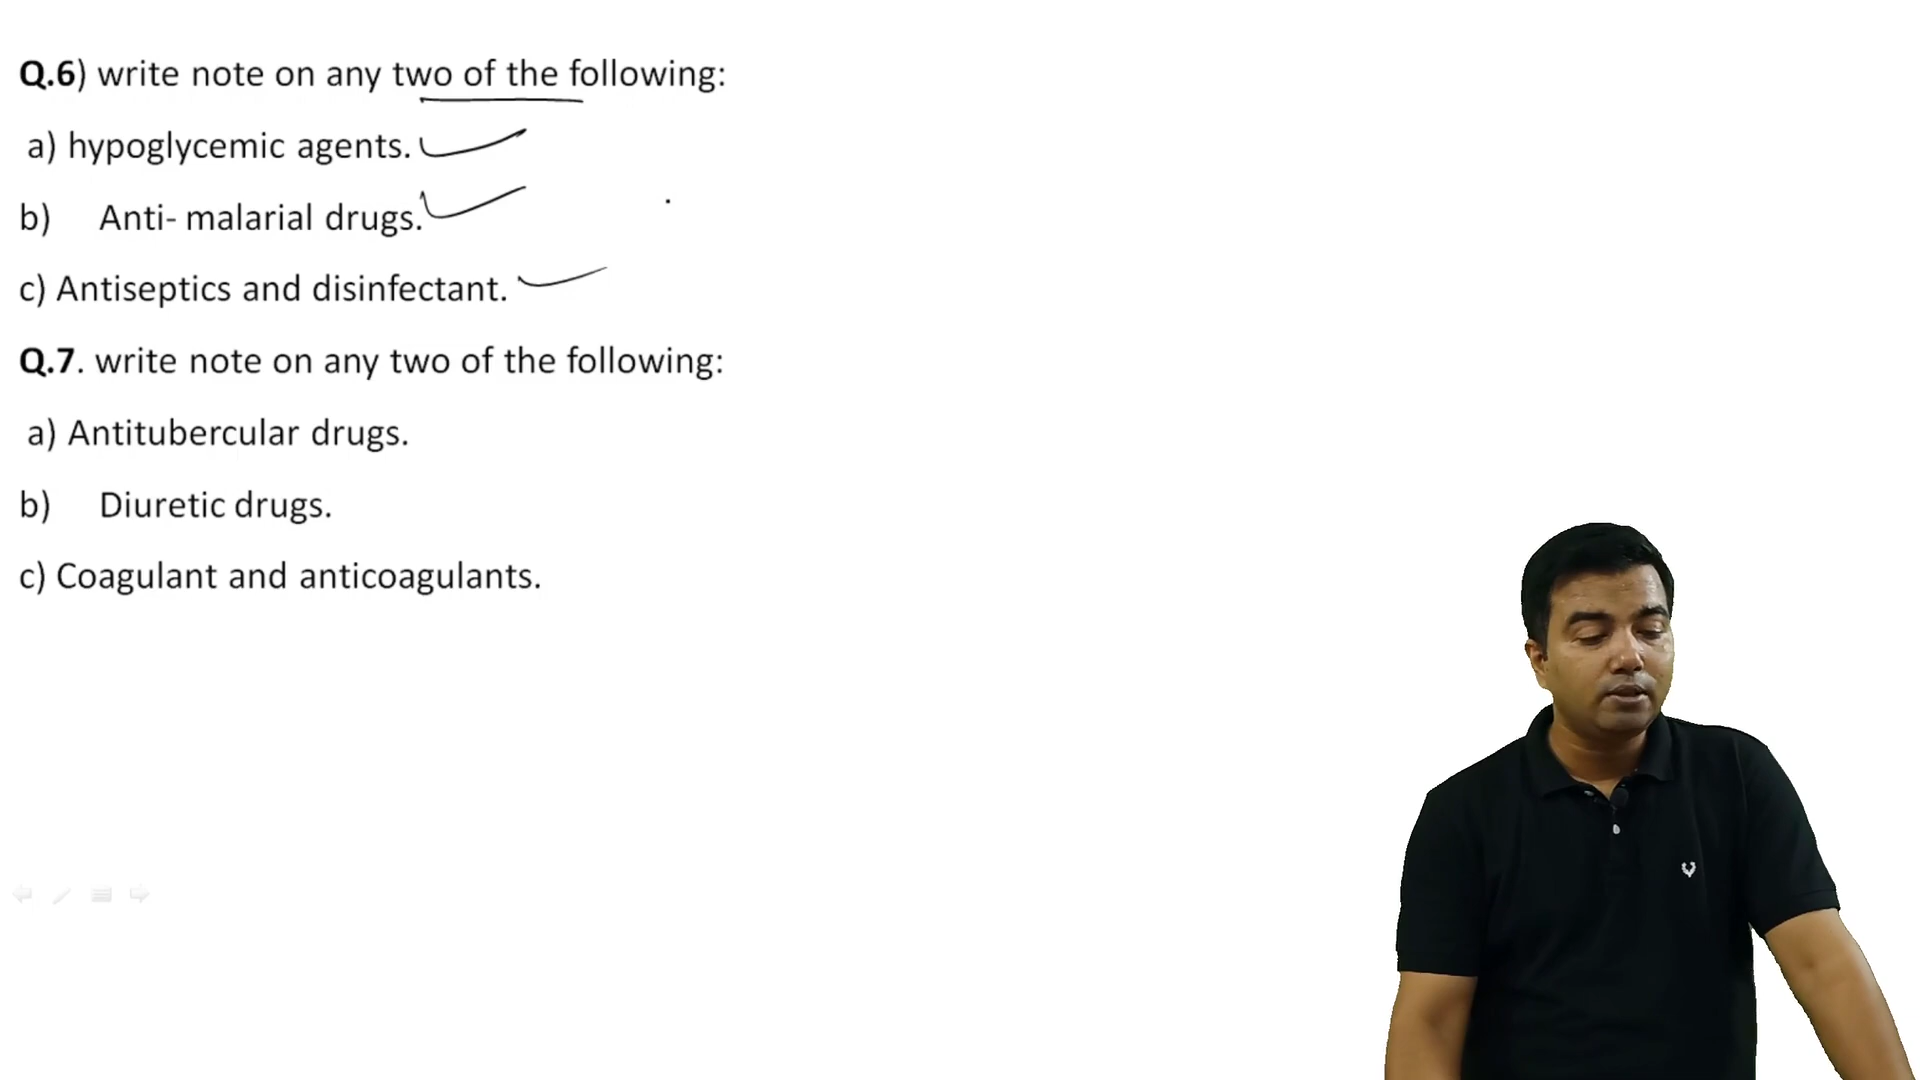 Q.6) write note on any two of the following:
a) hypoglycemic agents.
b) Anti- malarial drugs.
c) Antiseptics and disinfectant.
Q.7. write note on any two of the following:
a) Antitubercular drugs.
b) Diuretic drugs.
c) Coagulant and anticoagulants.